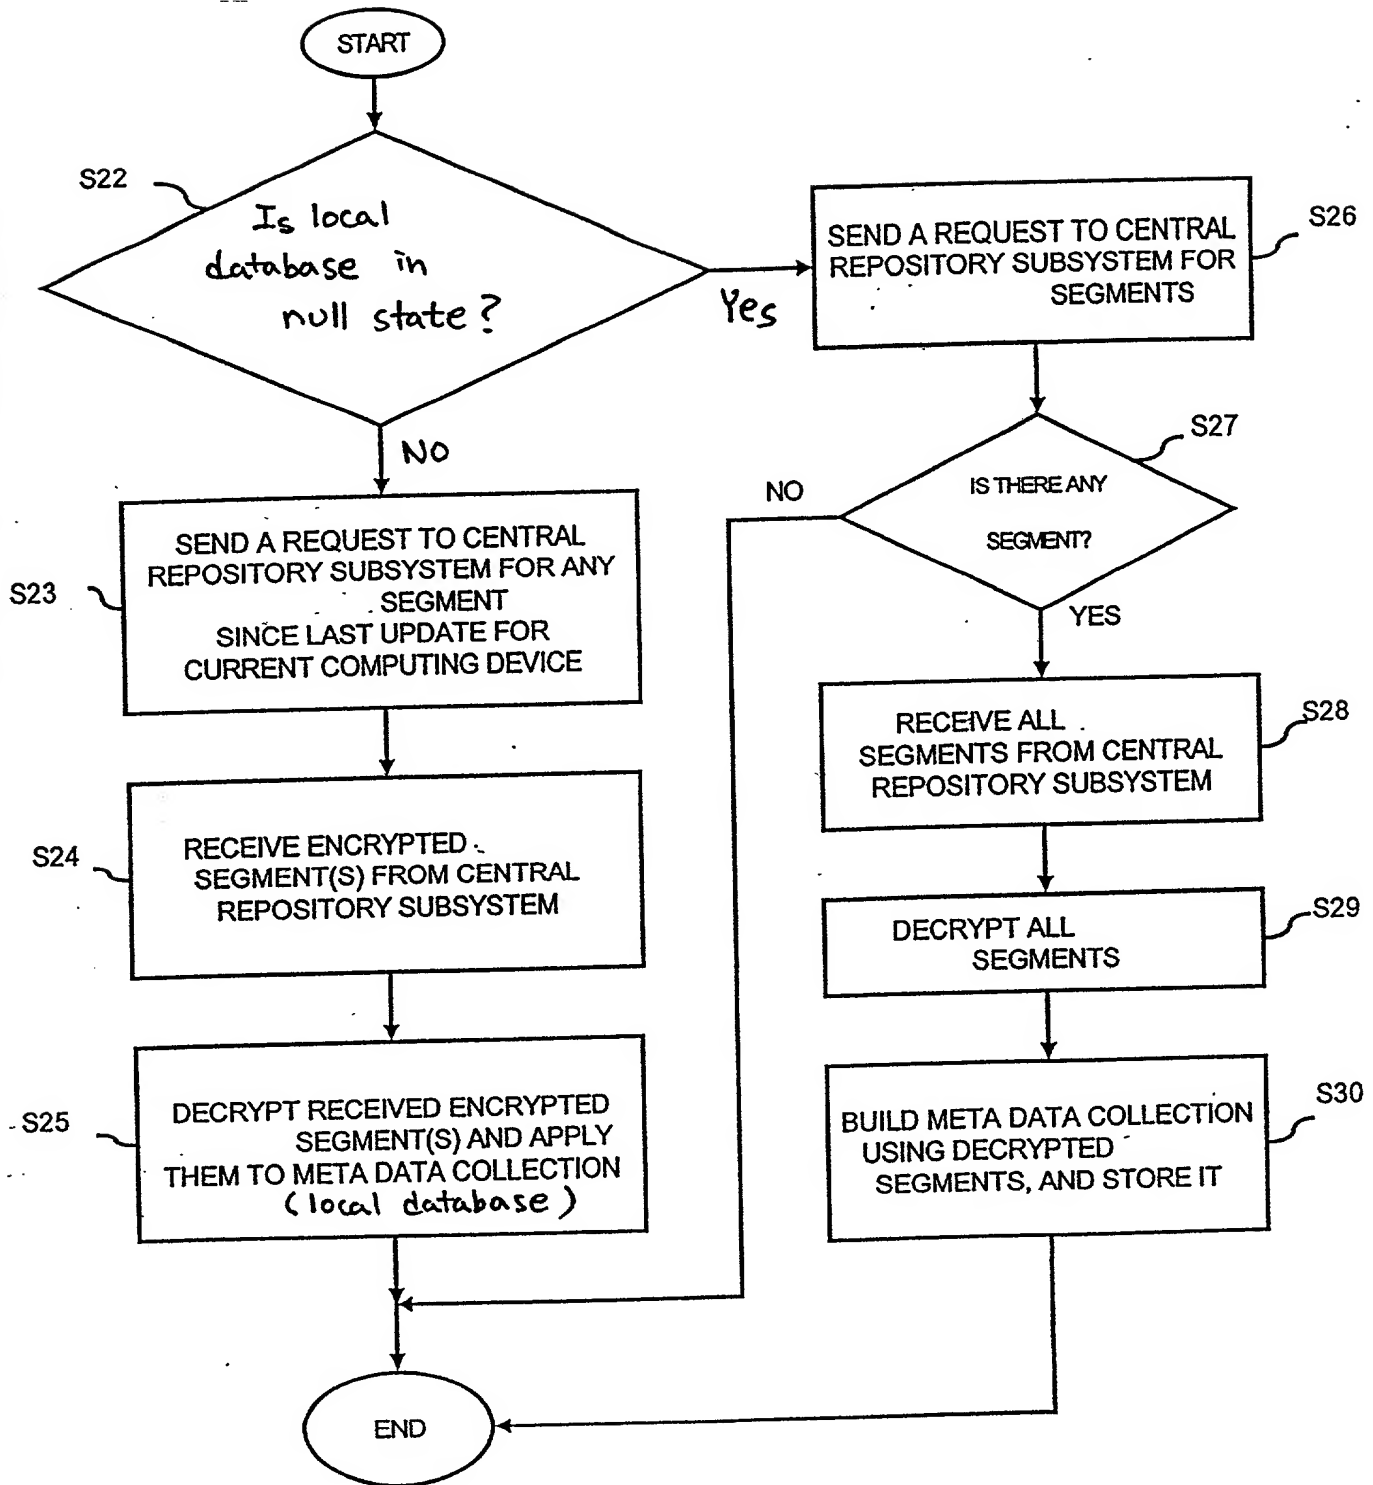 START
S22
Is local
database in
null state?
Yes
NO
S26
SEND A REQUEST TO CENTRAL
REPOSITORY SUBSYSTEM FOR
SEGMENTS
S27
IS THERE ANY
SEGMENT?
NO
YES
S23
SEND A REQUEST TO CENTRAL
REPOSITORY SUBSYSTEM FOR ANY
SEGMENT
SINCE LAST UPDATE FOR
CURRENT COMPUTING DEVICE
S28
RECEIVE ALL
SEGMENTS FROM CENTRAL
REPOSITORY SUBSYSTEM
S24
RECEIVE ENCRYPTED
SEGMENT(S) FROM CENTRAL
REPOSITORY SUBSYSTEM
S29
DECRYPT ALL
SEGMENTS
S25
DECRYPT RECEIVED ENCRYPTED
SEGMENT(S) AND APPLY
THEM TO META DATA COLLECTION
(local database)
S30
BUILD META DATA COLLECTION
USING DECRYPTED
SEGMENTS, AND STORE IT
END